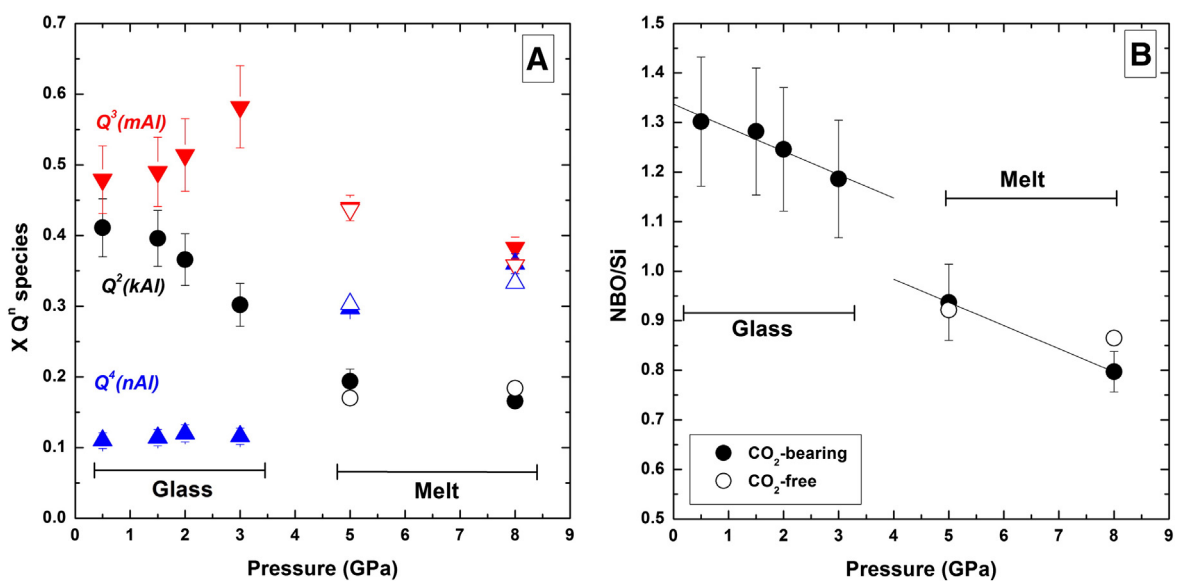 A
0.7
0.6
0.5
0.4
0.3
0.2
0.1
0.0
X Qⁿ species
Q³(mAl)
Q²(kAl)
Q⁴(nAl)
Glass
Melt
0 1 2 3 4 5 6 7 8 9
Pressure (GPa)
B
1.5
1.4
1.3
1.2
1.1
1.0
0.9
0.8
0.7
0.6
0.5
NBO/Si
Melt
Glass
CO₂-bearing
CO₂-free
0 1 2 3 4 5 6 7 8 9
Pressure (GPa)